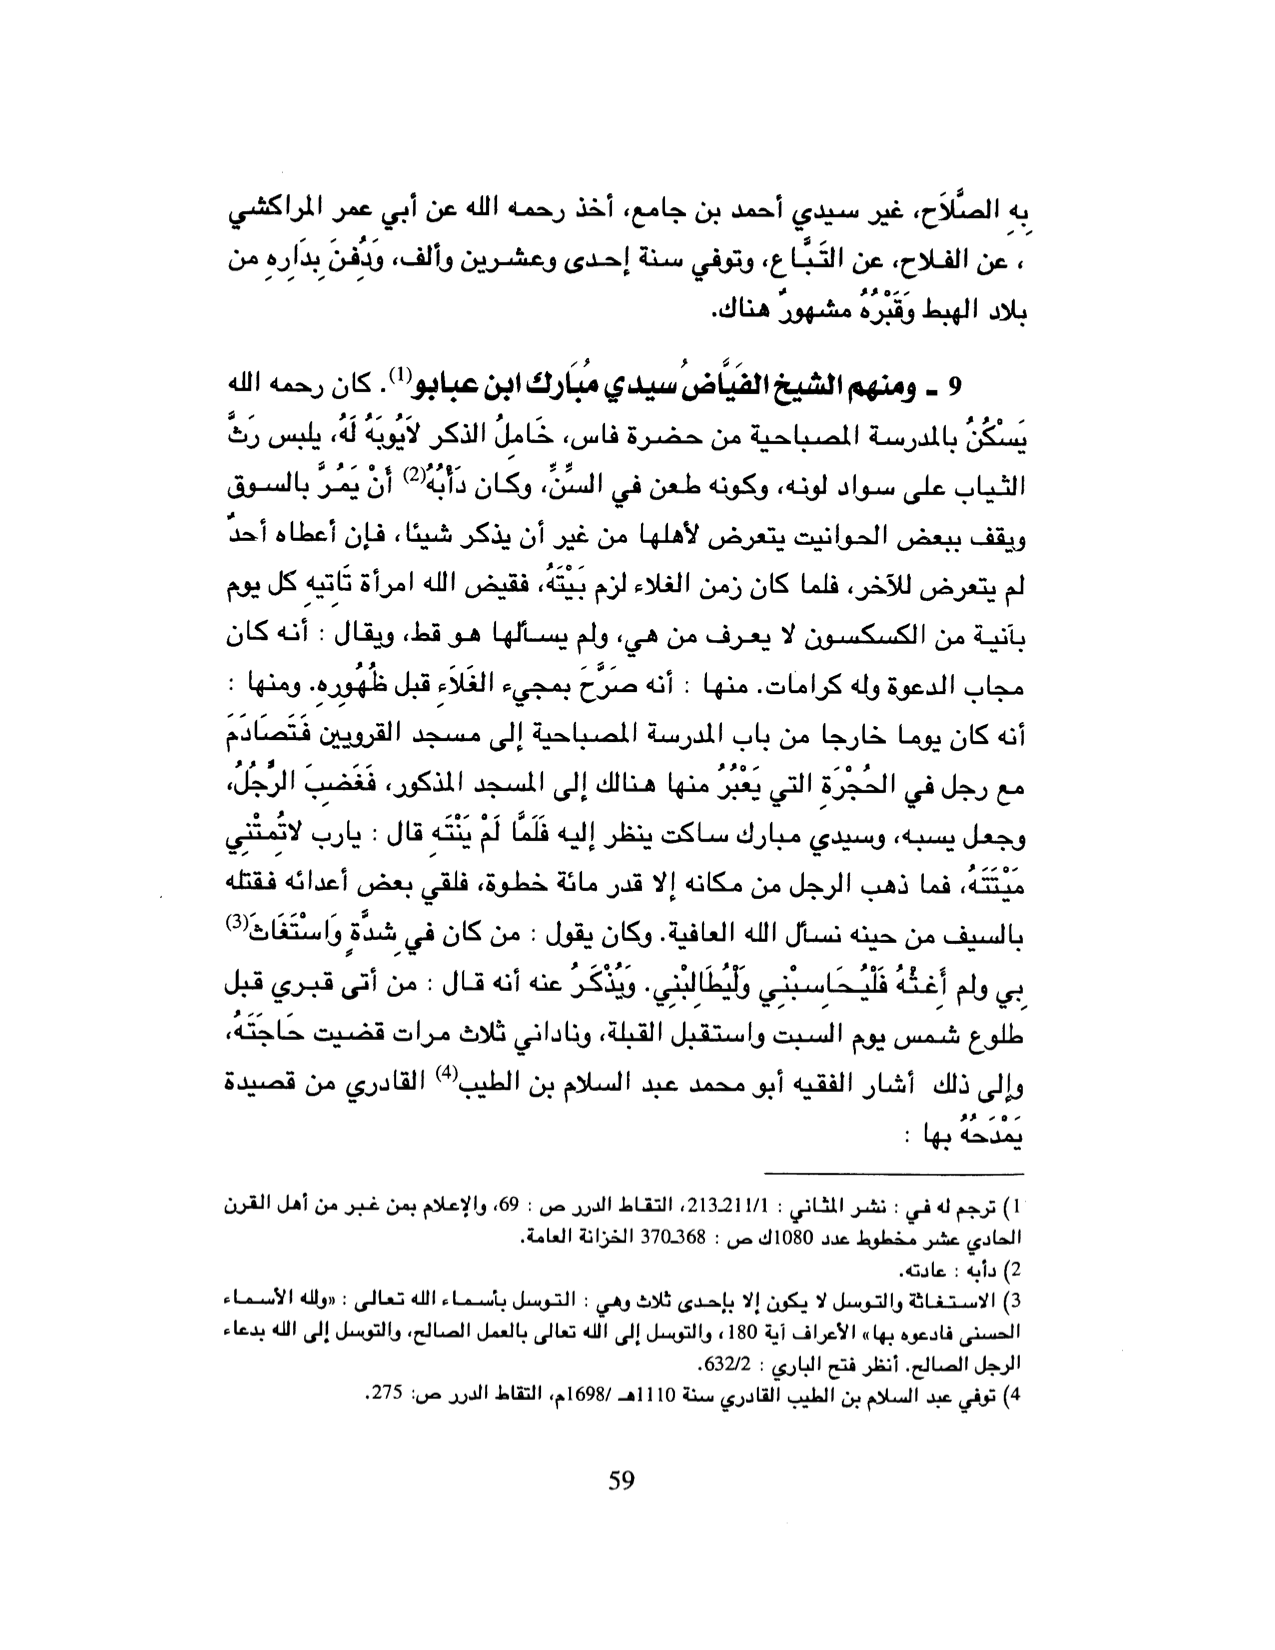 بِهِ الصَّلاَح، غير سيدي أحمد بن جامع، أخذ رحمه الله عن أبي عمر المراكشي
، عن الفلاح، عن التَّبَّاع، وتوفي سنة إحدى وعشرين وألف، وَدُفنَ بِدَارِهِ من
بلاد الهبط وَقَبْرُهُ مشهورٌ هناك.
9 ـ ومنهم الشيخ الفَيَّاضُ سيدي مُبَارك ابن عبابو(1). كان رحمه الله
يَسْكُنُ بالمدرسة المصباحية من حضرة فاس، خَامِلُ الذكر لاَيُوبَهُ لَهُ، يلبس رَثَّ
الثياب على سواد لونه، وكونه طعن في السِّنِّ، وكان دَأْبُهُ(2) أَنْ يَمُرَّ بالسوق
ويقف ببعض الحوانيت يتعرض لأهلها من غير أن يذكر شيئا، فإن أعطاه أحدٌ
لم يتعرض للآخر، فلما كان زمن الغلاء لزم بَيْتَهُ، فقيض الله امرأة تَاتِيهِ كل يوم
بآنية من الكسكسون لا يعرف من هي، ولم يسألها هو قط، ويقال : أنه كان
مجاب الدعوة وله كرامات. منها : أنه صَرَّحَ بمجيء الغَلاَءِ قبل ظُهُورِهِ. ومنها :
أنه كان يوما خارجا من باب المدرسة المصباحية إلى مسجد القرويين فَتَصَادَمَ
مع رجل في الحُجْرَةِ التي يَعْبُرُ منها هنالك إلى المسجد المذكور، فَغَضبَ الرَّجُلُ،
وجعل يسبه، وسيدي مبارك ساكت ينظر إليه فَلَمَّا لَمْ يَنْتَهِ قال : يارب لاتُمِتْني
مَيْتَتَهُ، فما ذهب الرجل من مكانه إلا قدر مائة خطوة، فلقي بعض أعدائه فقتله
بالسيف من حينه نسأل الله العافية. وكان يقول : من كان في شِدَّةٍ وَاسْتَغَاثَ(3)
بي ولم أُغِثْهُ فَلْيُحَاسِبْني وَلْيُطَالِبْني. وَيُذْكَرُ عنه أنه قال : من أتى قبري قبل
طلوع شمس يوم السبت واستقبل القبلة، وناداني ثلاث مرات قضيت حَاجَتَهُ،
وإلى ذلك أشار الفقيه أبو محمد عبد السلام بن الطيب(4) القادري من قصيدة
يَمْدَحُهُ بها :
1) ترجم له في : نشر المثاني : 213ـ211/1، التقاط الدرر ص : 69، والإعلام بمن غبر من أهل القرن
الحادي عشر مخطوط عدد 1080ك ص : 368ـ370 الخزانة العامة.
2) دأبه : عادته.
3) الاستغاثة والتوسل لا يكون إلا بإحدى ثلاث وهي : التوسل بأسماء الله تعالى : «ولله الأسماء
الحسنى فادعوه بها» الأعراف آية 180، والتوسل إلى الله تعالى بالعمل الصالح، والتوسل إلى الله بدعاء
الرجل الصالح. أنظر فتح الباري : 632/2.
4) توفي عبد السلام بن الطيب القادري سنة 1110هـ /1698م، التقاط الدرر ص: 275.
59